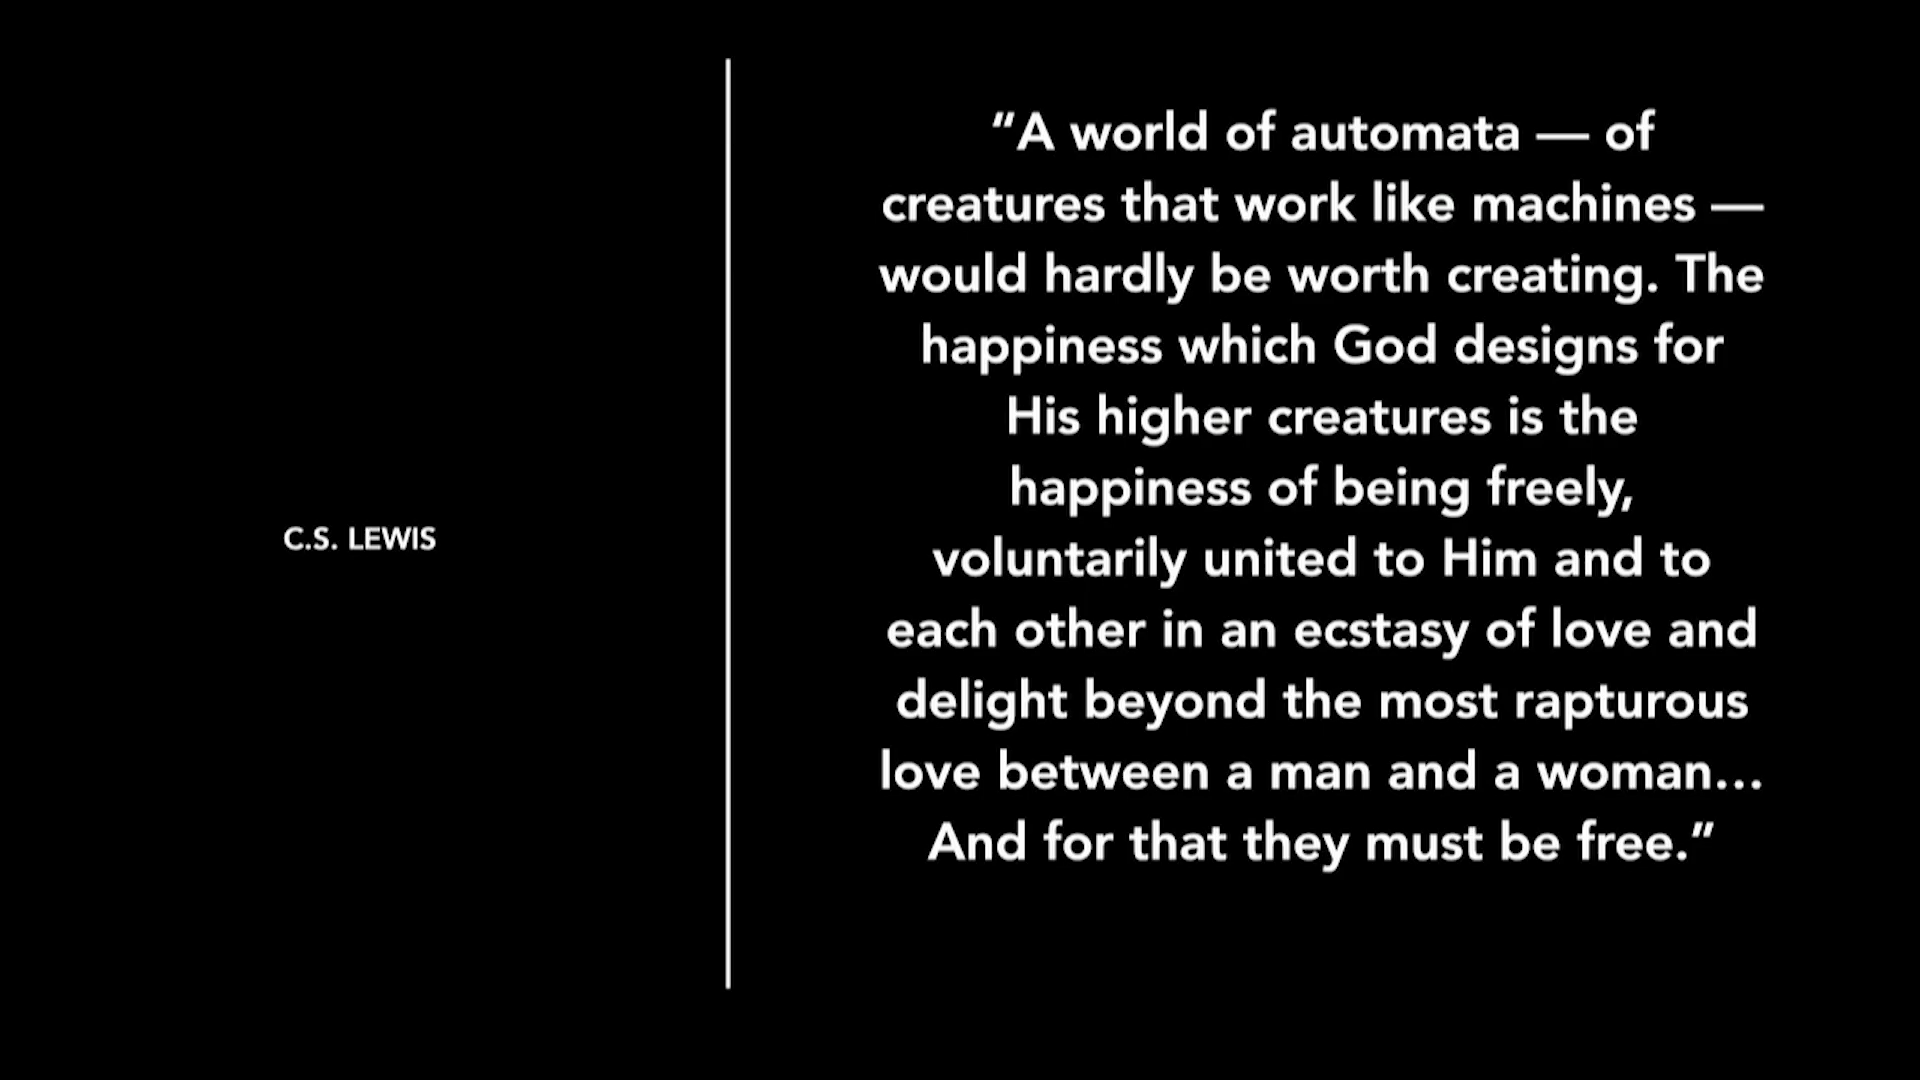 C.S. LEWIS
“A world of automata — of
creatures that work like machines —
would hardly be worth creating. The
happiness which God designs for
His higher creatures is the
happiness of being freely,
voluntarily united to Him and to
each other in an ecstasy of love and
delight beyond the most rapturous
love between a man and a woman…
And for that they must be free.”